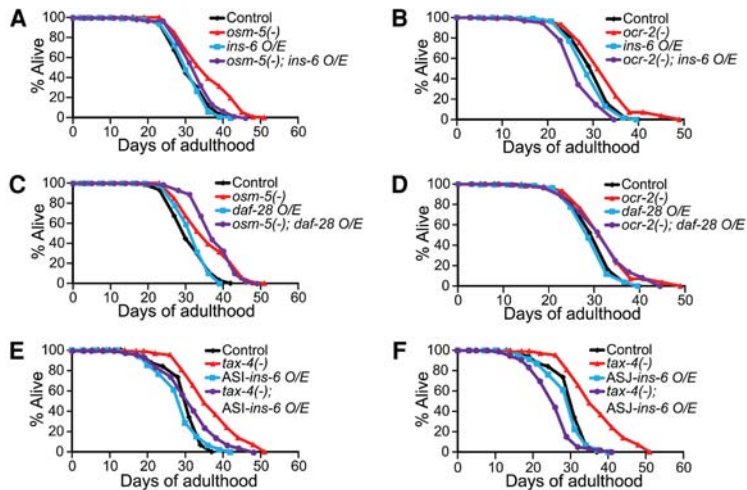 A
% Alive
100
80
60
40
20
0
0 10 20 30 40 50 60
Days of adulthood
Control
osm-5(-)
ins-6 O/E
osm-5(-); ins-6 O/E
B
% Alive
100
80
60
40
20
0
0 10 20 30 40 50
Days of adulthood
Control
ocr-2(-)
ins-6 O/E
ocr-2(-); ins-6 O/E
C
% Alive
100
80
60
40
20
0
0 10 20 30 40 50 60
Days of adulthood
Control
osm-5(-)
daf-28 O/E
osm-5(-); daf-28 O/E
D
% Alive
100
80
60
40
20
0
0 10 20 30 40 50
Days of adulthood
Control
ocr-2(-)
daf-28 O/E
ocr-2(-); daf-28 O/E
E
% Alive
100
80
60
40
20
0
0 10 20 30 40 50 60
Days of adulthood
Control
tax-4(-)
ASI-ins-6 O/E
tax-4(-);
ASI-ins-6 O/E
F
% Alive
100
80
60
40
20
0
0 10 20 30 40 50 60
Days of adulthood
Control
tax-4(-)
ASJ-ins-6 O/E
tax-4(-);
ASJ-ins-6 O/E